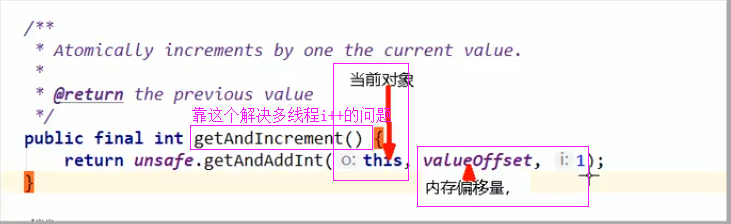 /**
* Atomically increments by one the current value.
*
* @return the previous value
*/
当前对象
靠这个解决多线程i++的问题
public final int getAndIncrement() {
return unsafe.getAndAddInt( o: this, valueOffset, i: 1);
}
内存偏移量,